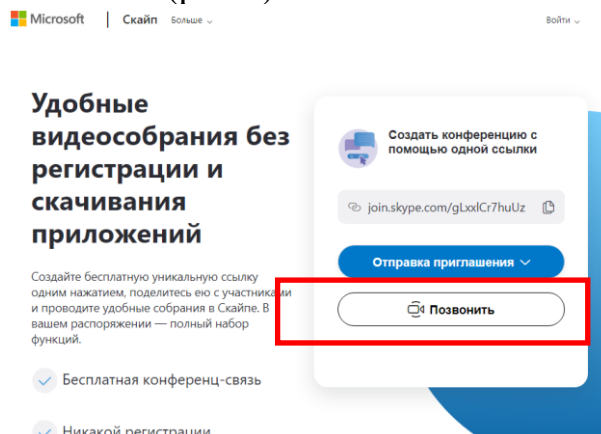 Microsoft | Скайп Больше Войти
Удобные
видеособрания без
регистрации и
скачивания
приложений
Создайте бесплатную уникальную ссылку
одним нажатием, поделитесь ею с участниками
и проводите удобные собрания в Скайпе. В
вашем распоряжении — полный набор
функций.
Бесплатная конференц-связь
Никакой регистрации
Создать конференцию с
помощью одной ссылки
join.skype.com/gLxxlCr7huUz
Отправка приглашения
Позвонить